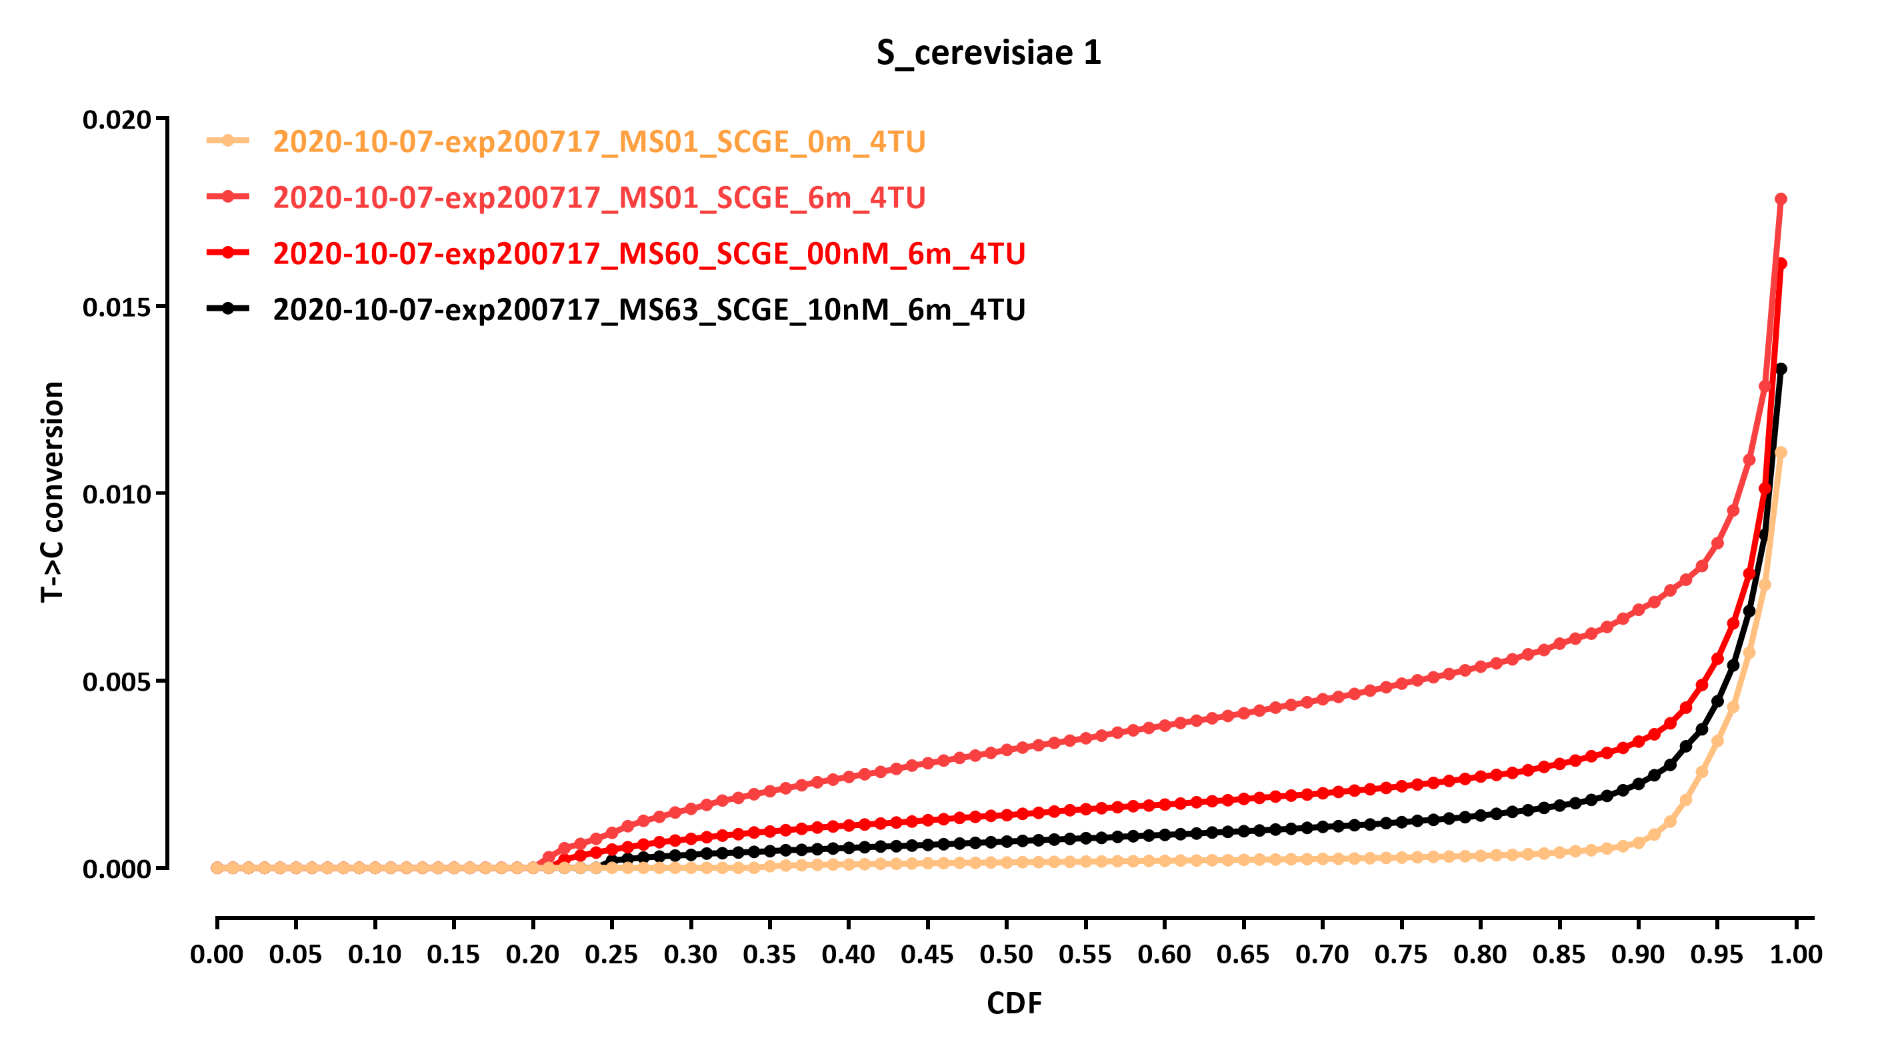 S_cerevisiae 1
0.020
0.015
0.010
0.005
0.000
T->C conversion
2020-10-07-exp200717_MS01_SCGE_0m_4TU
2020-10-07-exp200717_MS01_SCGE_6m_4TU
2020-10-07-exp200717_MS60_SCGE_00nM_6m_4TU
2020-10-07-exp200717_MS63_SCGE_10nM_6m_4TU
0.00 0.05 0.10 0.15 0.20 0.25 0.30 0.35 0.40 0.45 0.50 0.55 0.60 0.65 0.70 0.75 0.80 0.85 0.90 0.95 1.00
CDF